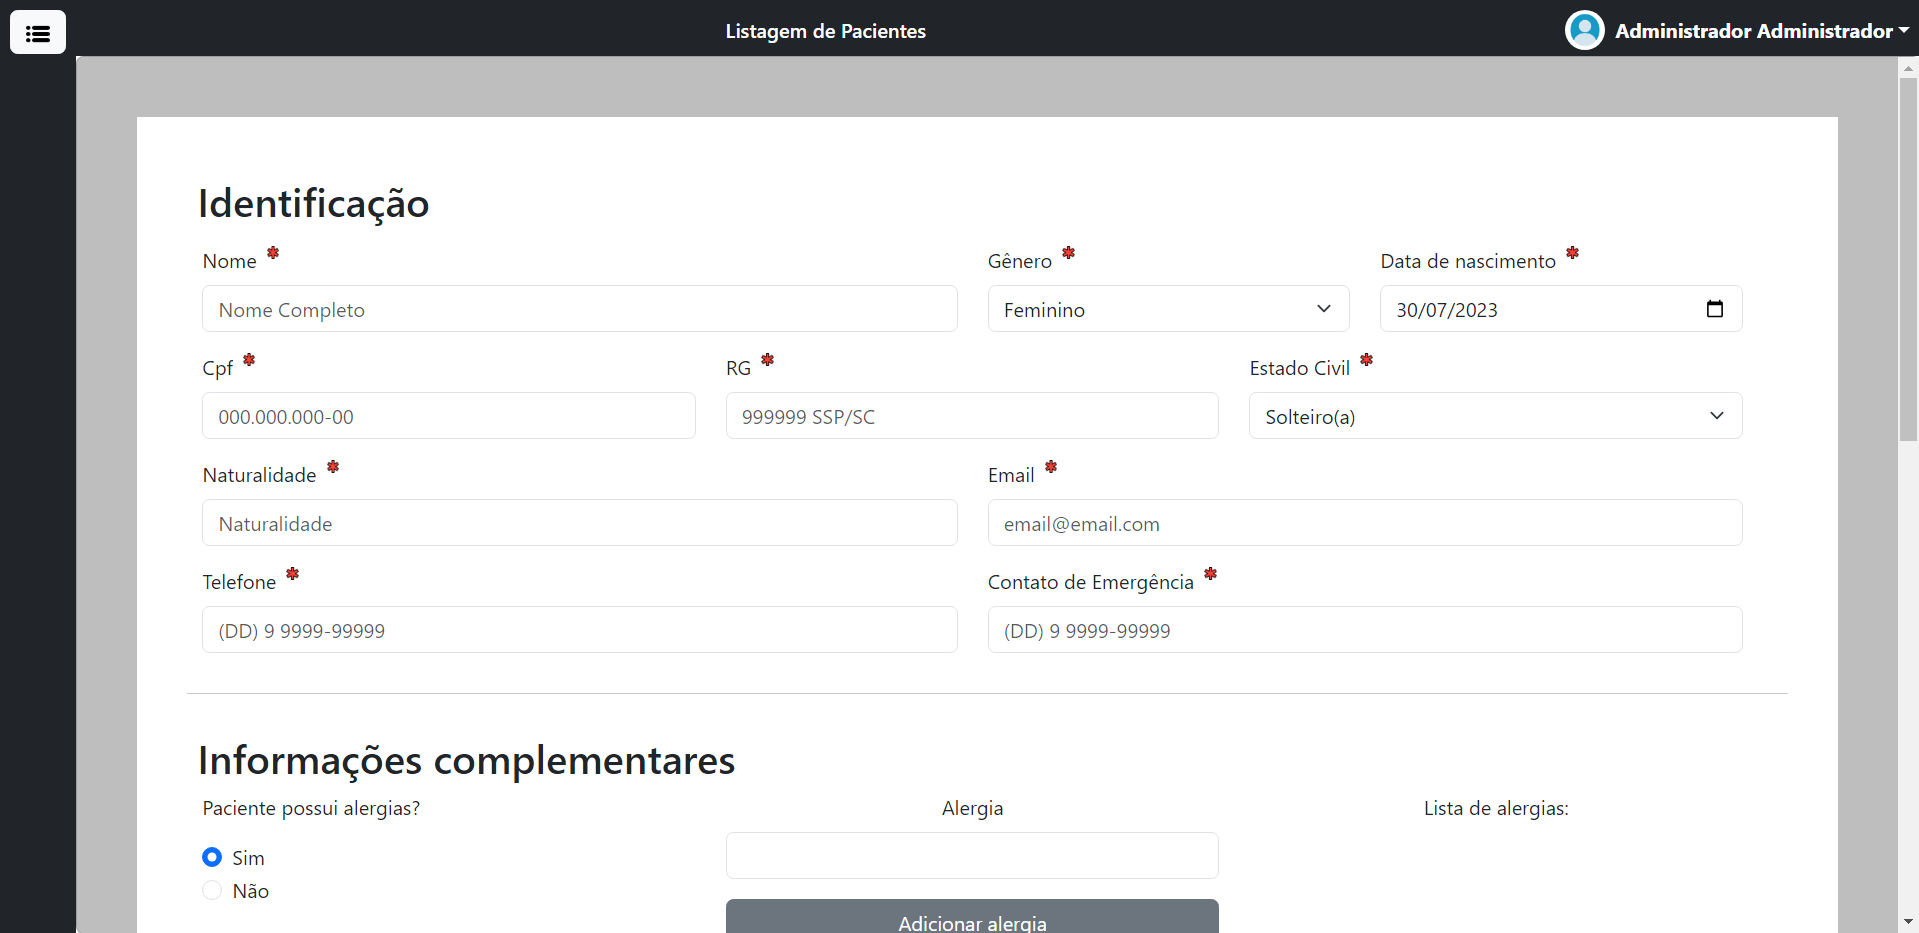 Listagem de Pacientes
Administrador Administrador
Identificação
Nome * Gênero * Data de nascimento *
Nome Completo Feminino 30/07/2023
Cpf * RG * Estado Civil *
000.000.000-00 999999 SSP/SC Solteiro(a)
Naturalidade * Email *
Naturalidade email@email.com
Telefone * Contato de Emergência *
(DD) 9 9999-99999 (DD) 9 9999-99999
Informações complementares
Paciente possui alergias? Alergia Lista de alergias:
Sim
Não
Adicionar alergia